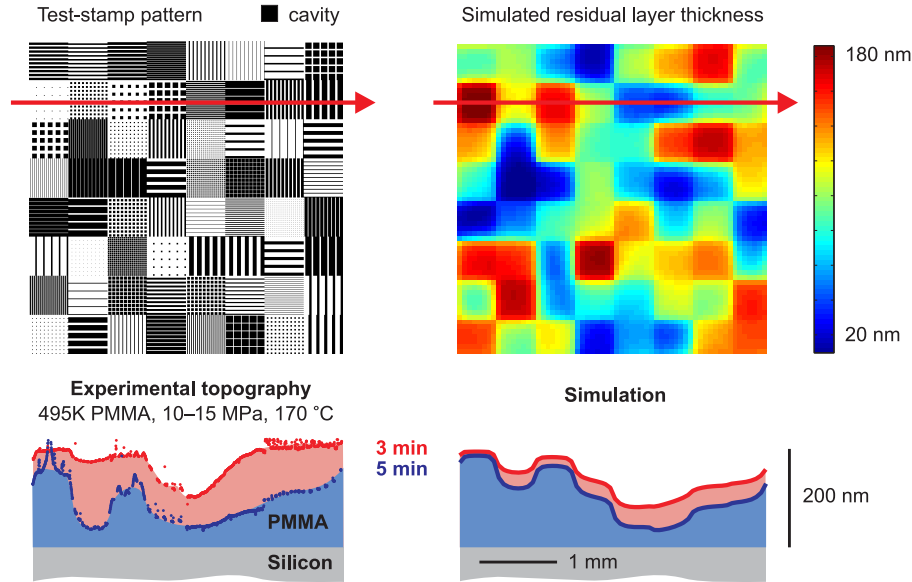 Test-stamp pattern
cavity
Simulated residual layer thickness
180 nm
20 nm
Experimental topography
495K PMMA, 10–15 MPa, 170 °C
Simulation
3 min
5 min
PMMA
Silicon
1 mm
200 nm